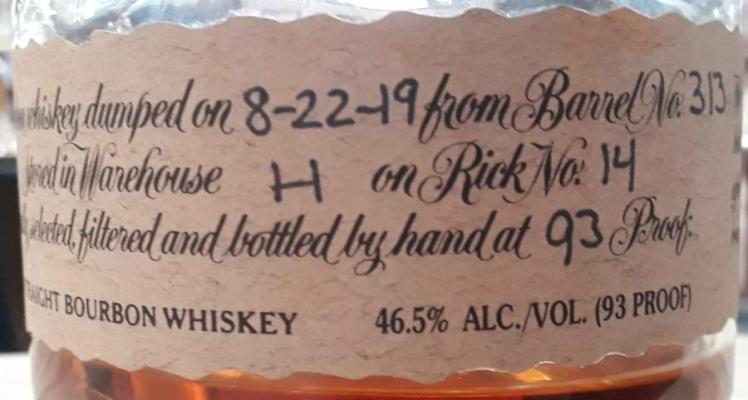 whiskey dumped on 8-22-19 from Barrel No: 313
stored in Warehouse H on Rick No: 14
selected, filtered and bottled by hand at 93 Proof.
STRAIGHT BOURBON WHISKEY 46.5% ALC./VOL. (93 PROOF)